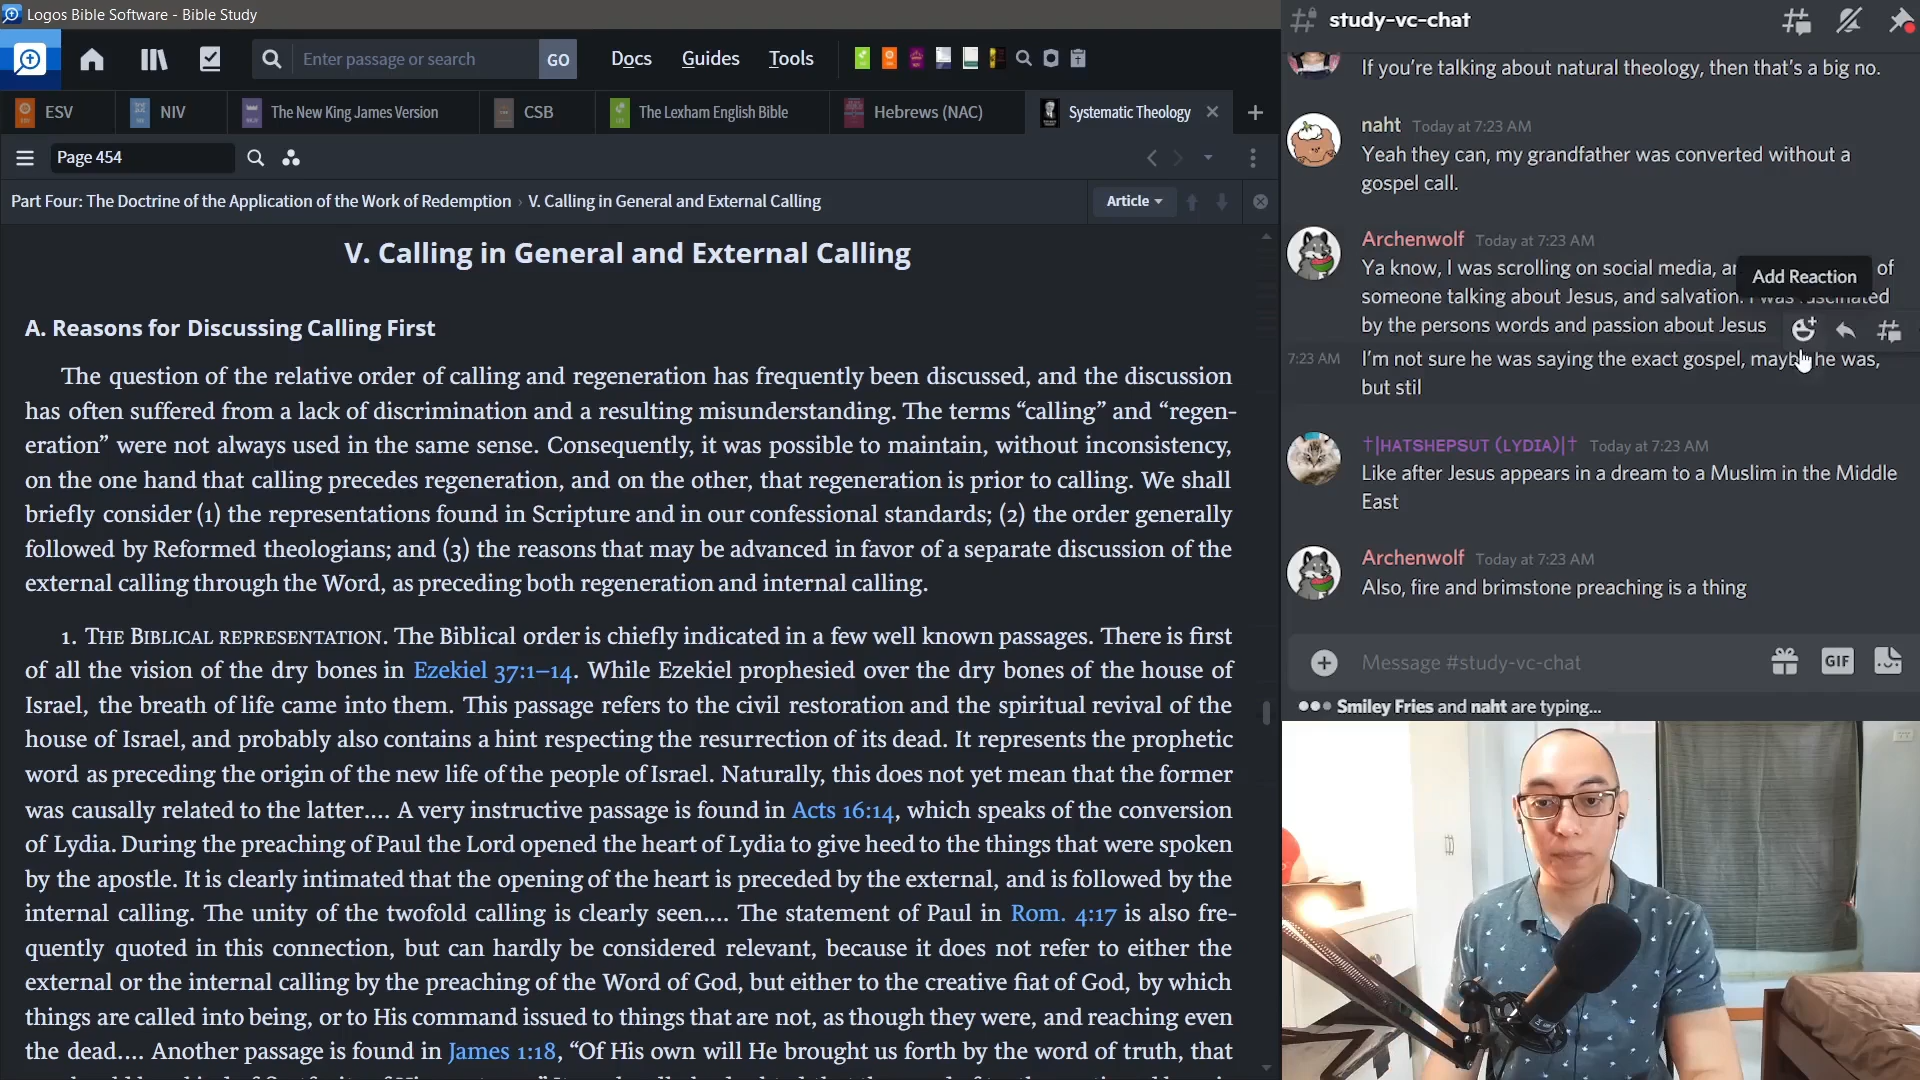 Logos Bible Software - Bible Study
Enter passage or search
GO
Docs
Guides
Tools
ESV
NIV
The New King James Version
CSB
The Lexham English Bible
Hebrews (NAC)
Systematic Theology
Page 454
Part Four: The Doctrine of the Application of the Work of Redemption › V. Calling in General and External Calling
Article
V. Calling in General and External Calling
A. Reasons for Discussing Calling First
The question of the relative order of calling and regeneration has frequently been discussed, and the discussion
has often suffered from a lack of discrimination and a resulting misunderstanding. The terms “calling” and “regen-
eration” were not always used in the same sense. Consequently, it was possible to maintain, without inconsistency,
on the one hand that calling precedes regeneration, and on the other, that regeneration is prior to calling. We shall
briefly consider (1) the representations found in Scripture and in our confessional standards; (2) the order generally
followed by Reformed theologians; and (3) the reasons that may be advanced in favor of a separate discussion of the
external calling through the Word, as preceding both regeneration and internal calling.
1. THE BIBLICAL REPRESENTATION. The Biblical order is chiefly indicated in a few well known passages. There is first
of all the vision of the dry bones in Ezekiel 37:1–14. While Ezekiel prophesied over the dry bones of the house of
Israel, the breath of life came into them. This passage refers to the civil restoration and the spiritual revival of the
house of Israel, and probably also contains a hint respecting the resurrection of its dead. It represents the prophetic
word as preceding the origin of the new life of the people of Israel. Naturally, this does not yet mean that the former
was causally related to the latter.… A very instructive passage is found in Acts 16:14, which speaks of the conversion
of Lydia. During the preaching of Paul the Lord opened the heart of Lydia to give heed to the things that were spoken
by the apostle. It is clearly intimated that the opening of the heart is preceded by the external, and is followed by the
internal calling. The unity of the twofold calling is clearly seen.… The statement of Paul in Rom. 4:17 is also fre-
quently quoted in this connection, but can hardly be considered relevant, because it does not refer to either the
external or the internal calling by the preaching of the Word of God, but either to the creative fiat of God, by which
things are called into being, or to His command issued to things that are not, as though they were, and reaching even
the dead.… Another passage is found in James 1:18, “Of His own will He brought us forth by the word of truth, that
study-vc-chat
If you’re talking about natural theology, then that’s a big no.
naht Today at 7:23 AM
Yeah they can, my grandfather was converted without a
gospel call.
Archenwolf Today at 7:23 AM
Ya know, I was scrolling on social media, of
someone talking about Jesus, and salvation. I was fascinated
by the persons words and passion about Jesus
Add Reaction
7:23 AM I’m not sure he was saying the exact gospel, maybe he was,
but stil
†|HATSHEPSUT (LYDIA)|† Today at 7:23 AM
Like after Jesus appears in a dream to a Muslim in the Middle
East
Archenwolf Today at 7:23 AM
Also, fire and brimstone preaching is a thing
Message #study-vc-chat
GIF
Smiley Fries and naht are typing...